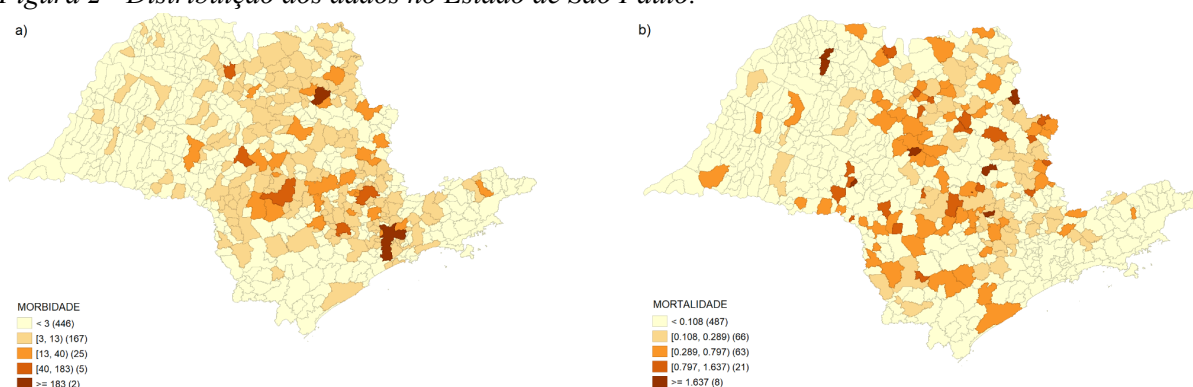 Figura 2 - Distribuição dos dados no Estado de São Paulo.
a)
MORBIDADE
< 3 (446)
[3, 13) (167)
[13, 40) (25)
[40, 183) (5)
>= 183 (2)
b)
MORTALIDADE
< 0.108 (487)
[0.108, 0.289) (66)
[0.289, 0.797) (63)
[0.797, 1.637) (21)
>= 1.637 (8)